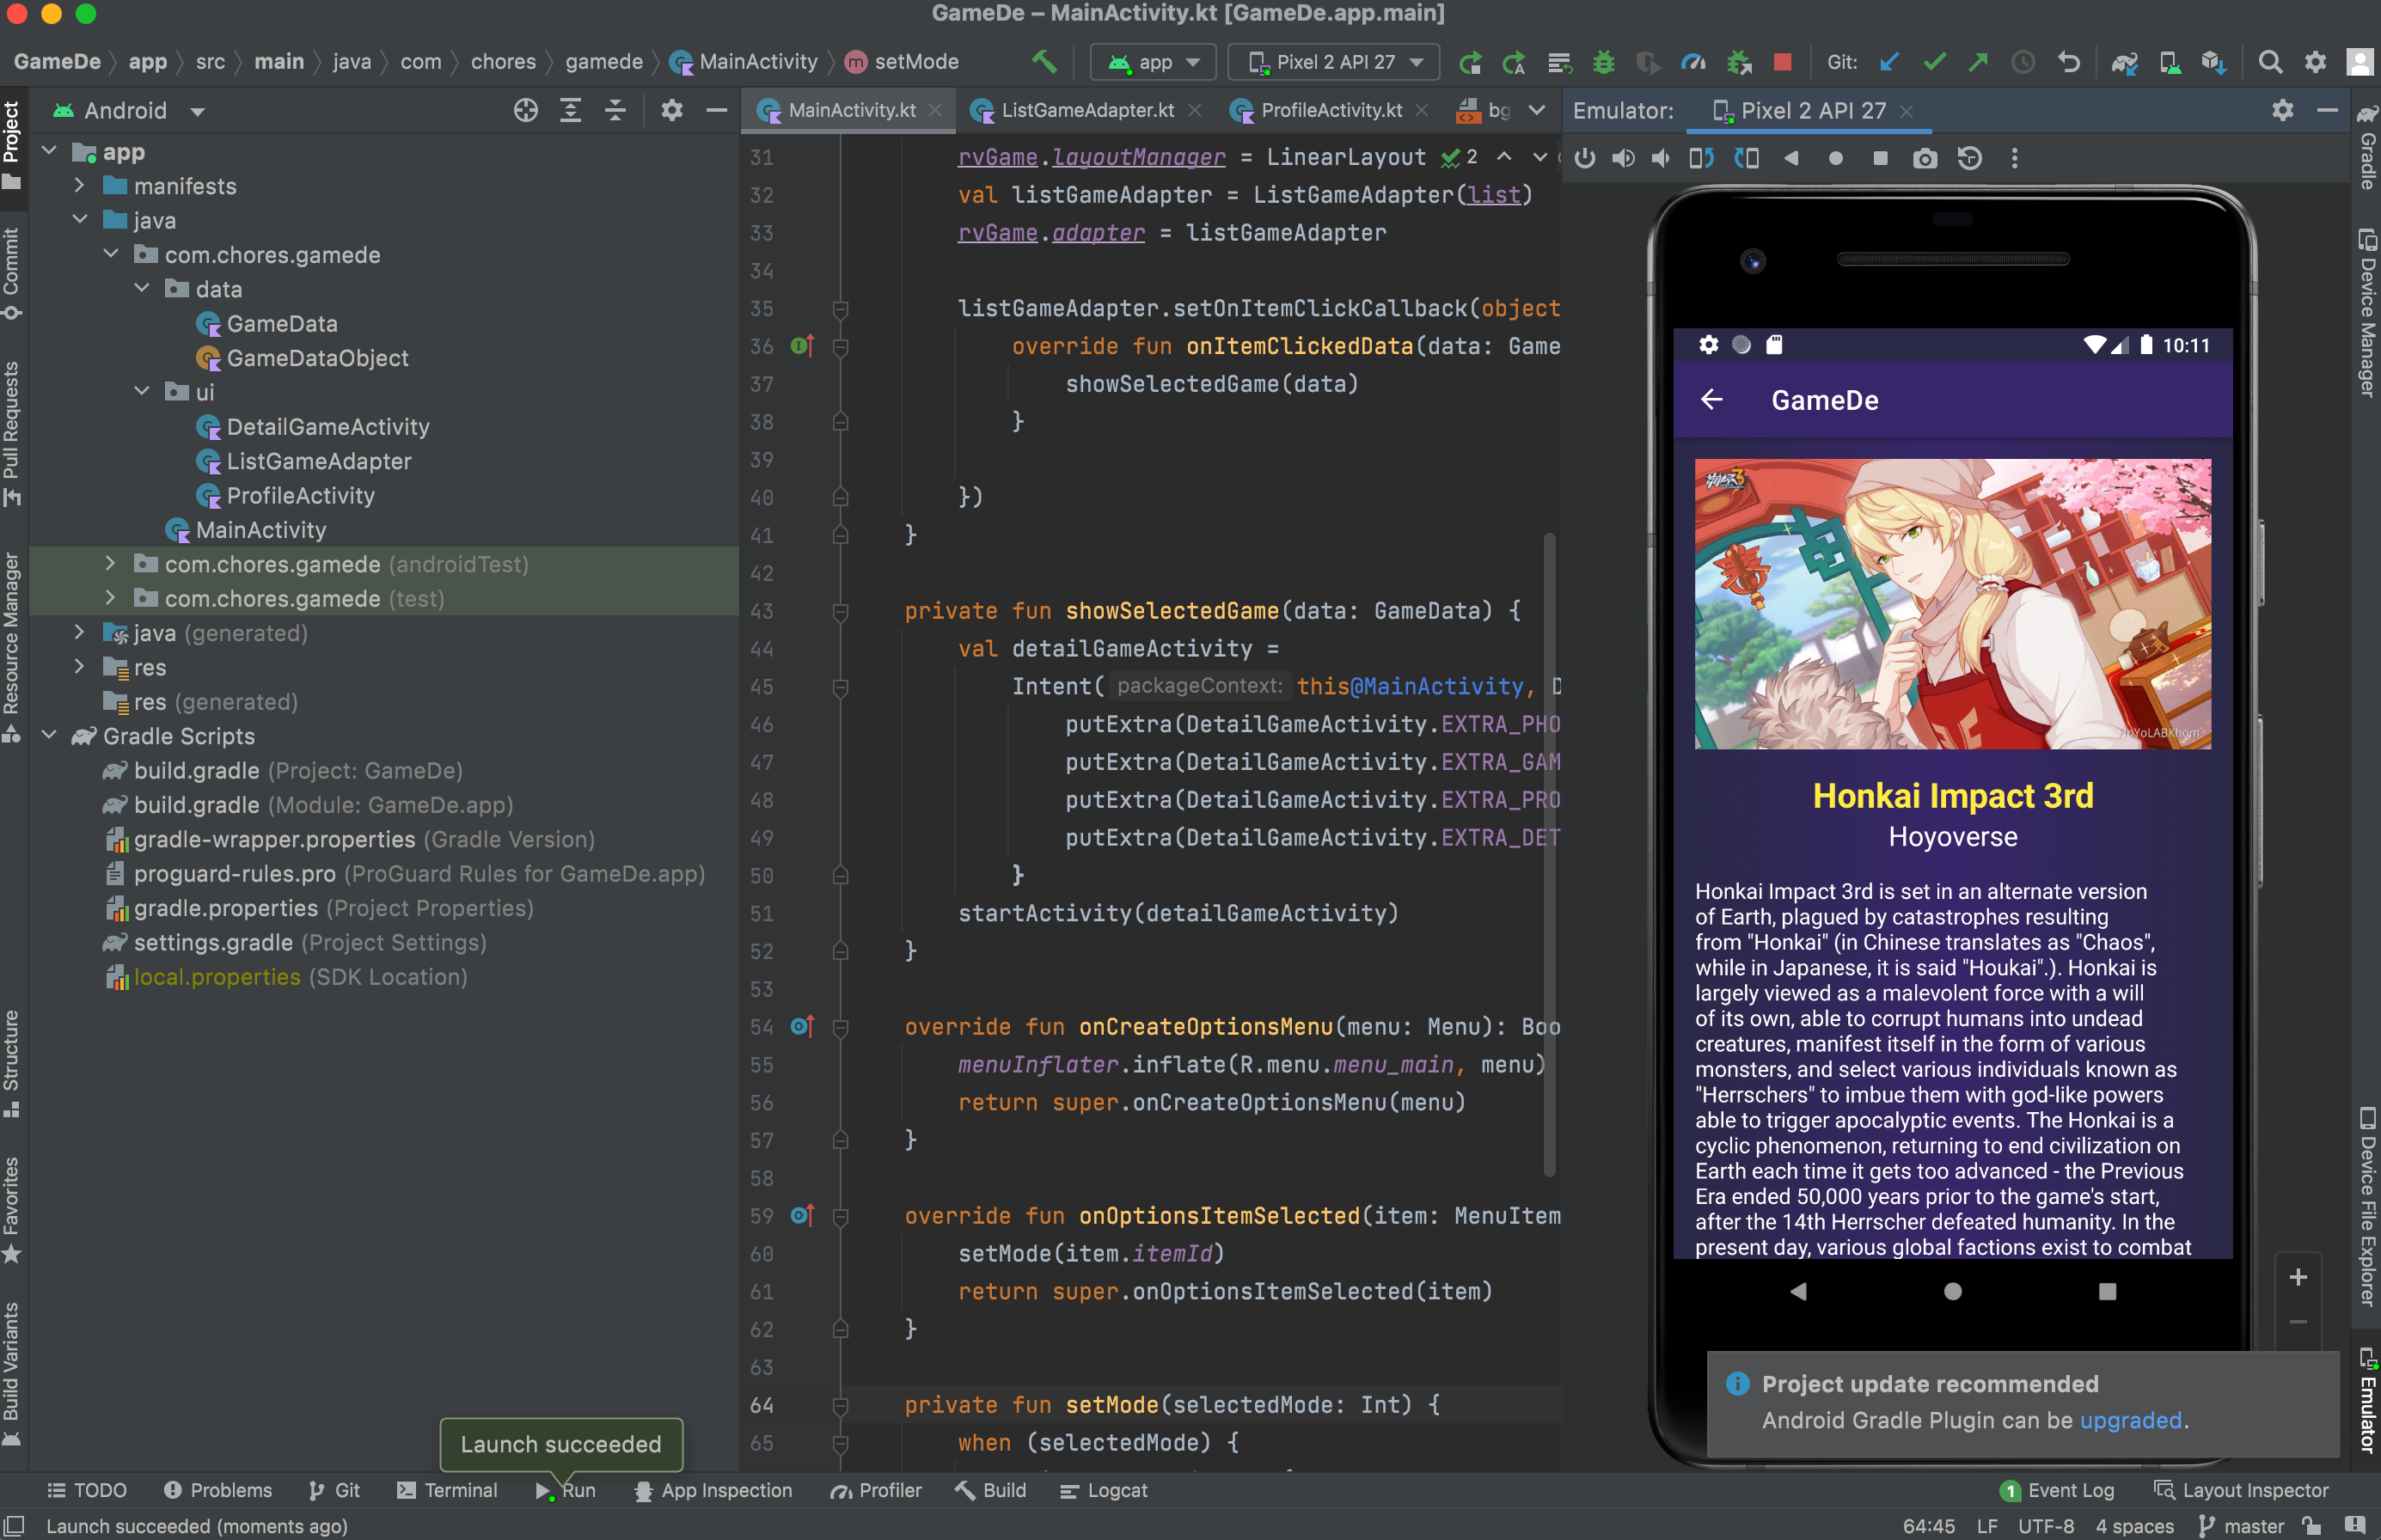 GameDe – MainActivity.kt [GameDe.app.main]
GameDe app src main java com chores gamede MainActivity m setMode
app Pixel 2 API 27 Git:
Android
MainActivity.kt ListGameAdapter.kt ProfileActivity.kt bg
Emulator: Pixel 2 API 27
Project
Commit
Pull Requests
Resource Manager
Structure
Favorites
Build Variants
app
manifests
java
com.chores.gamede
data
GameData
GameDataObject
ui
DetailGameActivity
ListGameAdapter
ProfileActivity
MainActivity
com.chores.gamede (androidTest)
com.chores.gamede (test)
java (generated)
res
res (generated)
Gradle Scripts
build.gradle (Project: GameDe)
build.gradle (Module: GameDe.app)
gradle-wrapper.properties (Gradle Version)
proguard-rules.pro (ProGuard Rules for GameDe.app)
gradle.properties (Project Properties)
settings.gradle (Project Settings)
local.properties (SDK Location)
31 rvGame.layoutManager = LinearLayout 2
32 val listGameAdapter = ListGameAdapter(list)
33 rvGame.adapter = listGameAdapter
34
35 listGameAdapter.setOnItemClickCallback(object
36 override fun onItemClickedData(data: Game
37 showSelectedGame(data)
38 }
39
40 })
41 }
42
43 private fun showSelectedGame(data: GameData) {
44 val detailGameActivity =
45 Intent( packageContext: this@MainActivity, D
46 putExtra(DetailGameActivity.EXTRA_PHO
47 putExtra(DetailGameActivity.EXTRA_GAM
48 putExtra(DetailGameActivity.EXTRA_PRO
49 putExtra(DetailGameActivity.EXTRA_DET
50 }
51 startActivity(detailGameActivity)
52 }
53
54 override fun onCreateOptionsMenu(menu: Menu): Boo
55 menuInflater.inflate(R.menu.menu_main, menu)
56 return super.onCreateOptionsMenu(menu)
57 }
58
59 override fun onOptionsItemSelected(item: MenuItem
60 setMode(item.itemId)
61 return super.onOptionsItemSelected(item)
62 }
63
64 private fun setMode(selectedMode: Int) {
65 when (selectedMode) {
10:11
GameDe
Honkai Impact 3rd
Hoyoverse
Honkai Impact 3rd is set in an alternate version
of Earth, plagued by catastrophes resulting
from "Honkai" (in Chinese translates as "Chaos",
while in Japanese, it is said "Houkai".). Honkai is
largely viewed as a malevolent force with a will
of its own, able to corrupt humans into undead
creatures, manifest itself in the form of various
monsters, and select various individuals known as
"Herrschers" to imbue them with god-like powers
able to trigger apocalyptic events. The Honkai is a
cyclic phenomenon, returning to end civilization on
Earth each time it gets too advanced - the Previous
Era ended 50,000 years prior to the game's start,
after the 14th Herrscher defeated humanity. In the
present day, various global factions exist to combat
Project update recommended
Android Gradle Plugin can be upgraded.
Gradle
Device Manager
Device File Explorer
Emulator
Launch succeeded
TODO Problems Git Terminal Run App Inspection Profiler Build Logcat 1 Event Log Layout Inspector
Launch succeeded (moments ago) 64:45 LF UTF-8 4 spaces master